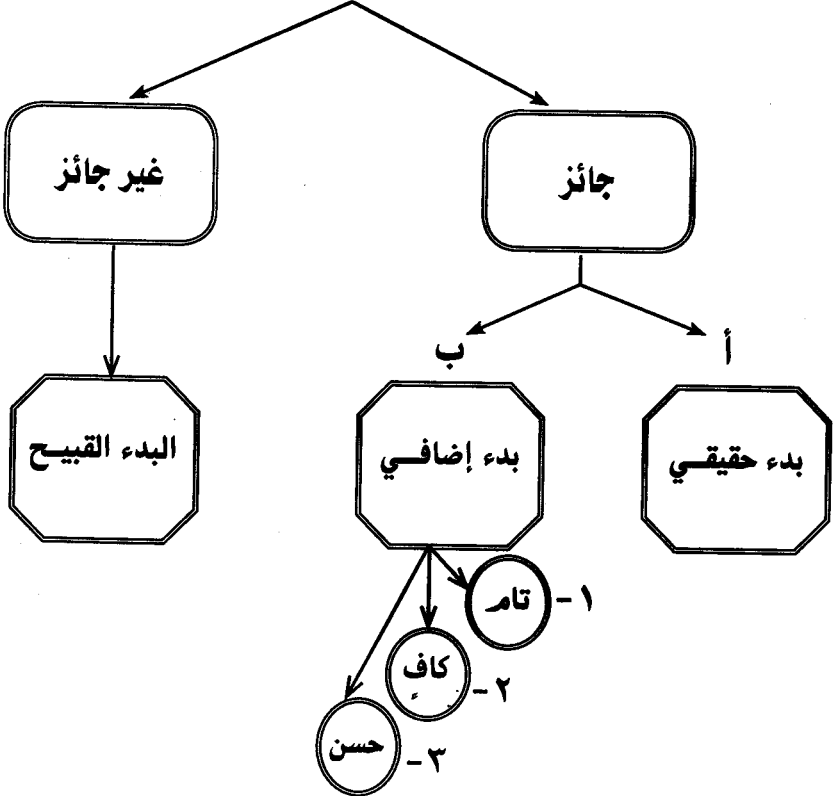 جائز
غير جائز
أ
ب
بدء حقيقي
بدء إضافي
البدء القبيح
١- تام
٢- كافٍ
٣- حسن